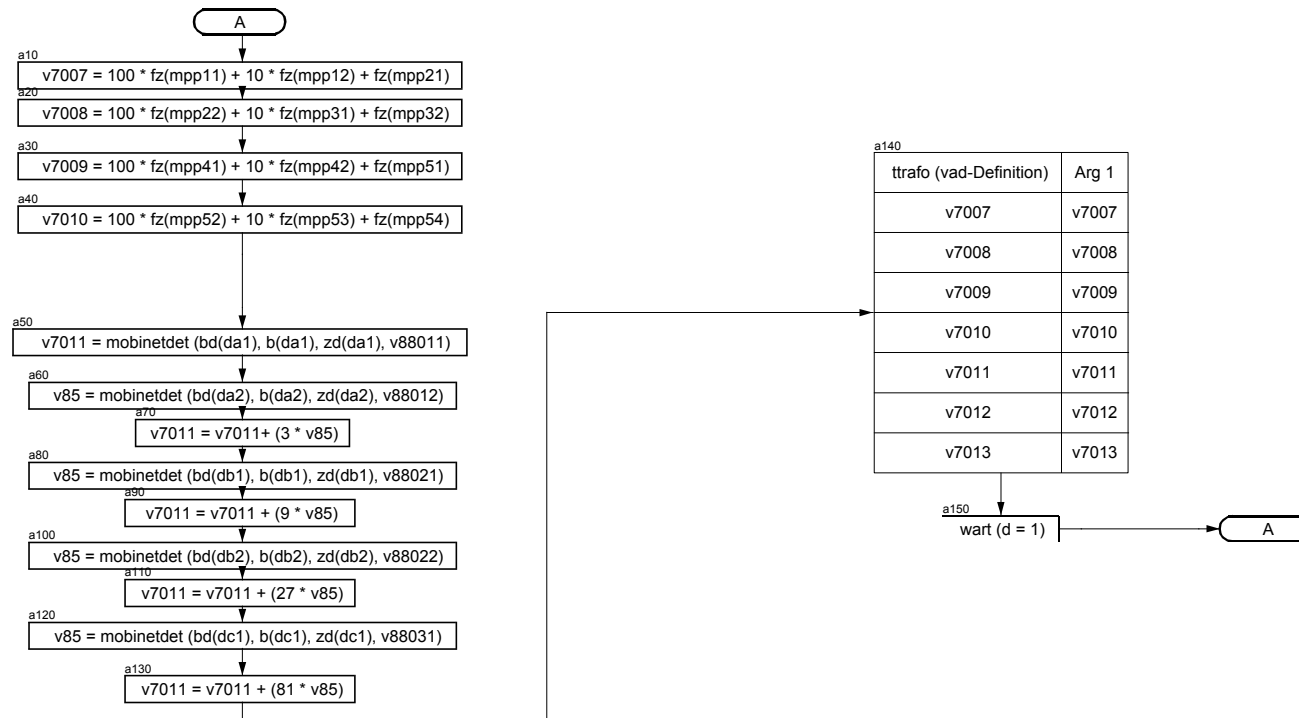 A
a10
v7007 = 100 * fz(mpp11) + 10 * fz(mpp12) + fz(mpp21)
a20
v7008 = 100 * fz(mpp22) + 10 * fz(mpp31) + fz(mpp32)
a30
v7009 = 100 * fz(mpp41) + 10 * fz(mpp42) + fz(mpp51)
a40
v7010 = 100 * fz(mpp52) + 10 * fz(mpp53) + fz(mpp54)
a50
v7011 = mobinetdet (bd(da1), b(da1), zd(da1), v88011)
a60
v85 = mobinetdet (bd(da2), b(da2), zd(da2), v88012)
a70
v7011 = v7011+ (3 * v85)
a80
v85 = mobinetdet (bd(db1), b(db1), zd(db1), v88021)
a90
v7011 = v7011 + (9 * v85)
a100
v85 = mobinetdet (bd(db2), b(db2), zd(db2), v88022)
a110
v7011 = v7011 + (27 * v85)
a120
v85 = mobinetdet (bd(dc1), b(dc1), zd(dc1), v88031)
a130
v7011 = v7011 + (81 * v85)
a140
ttrafo (vad-Definition) Arg 1
v7007 v7007
v7008 v7008
v7009 v7009
v7010 v7010
v7011 v7011
v7012 v7012
v7013 v7013
a150
wart (d = 1)
A